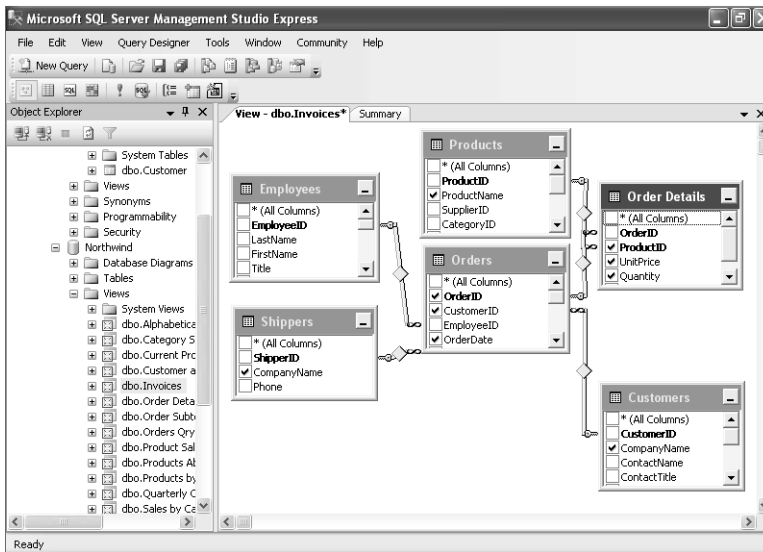 Microsoft SQL Server Management Studio Express
File Edit View Query Designer Tools Window Community Help
New Query
Object Explorer
System Tables
dbo.Customer
Views
Synonyms
Programmability
Security
Northwind
Database Diagrams
Tables
Views
System Views
dbo.Alphabetica
dbo.Category S
dbo.Current Pro
dbo.Customer a
dbo.Invoices
dbo.Order Deta
dbo.Order Subt
dbo.Orders Qry
dbo.Product Sal
dbo.Products Al
dbo.Products by
dbo.Quarterly C
dbo.Sales by Ca
View - dbo.Invoices* Summary
Employees
* (All Columns)
EmployeeID
LastName
FirstName
Title
Shippers
* (All Columns)
ShipperID
CompanyName
Phone
Products
* (All Columns)
ProductID
ProductName
SupplierID
CategoryID
Orders
* (All Columns)
OrderID
CustomerID
EmployeeID
OrderDate
Order Details
* (All Columns)
OrderID
ProductID
UnitPrice
Quantity
Customers
* (All Columns)
CustomerID
CompanyName
ContactName
ContactTitle
Ready